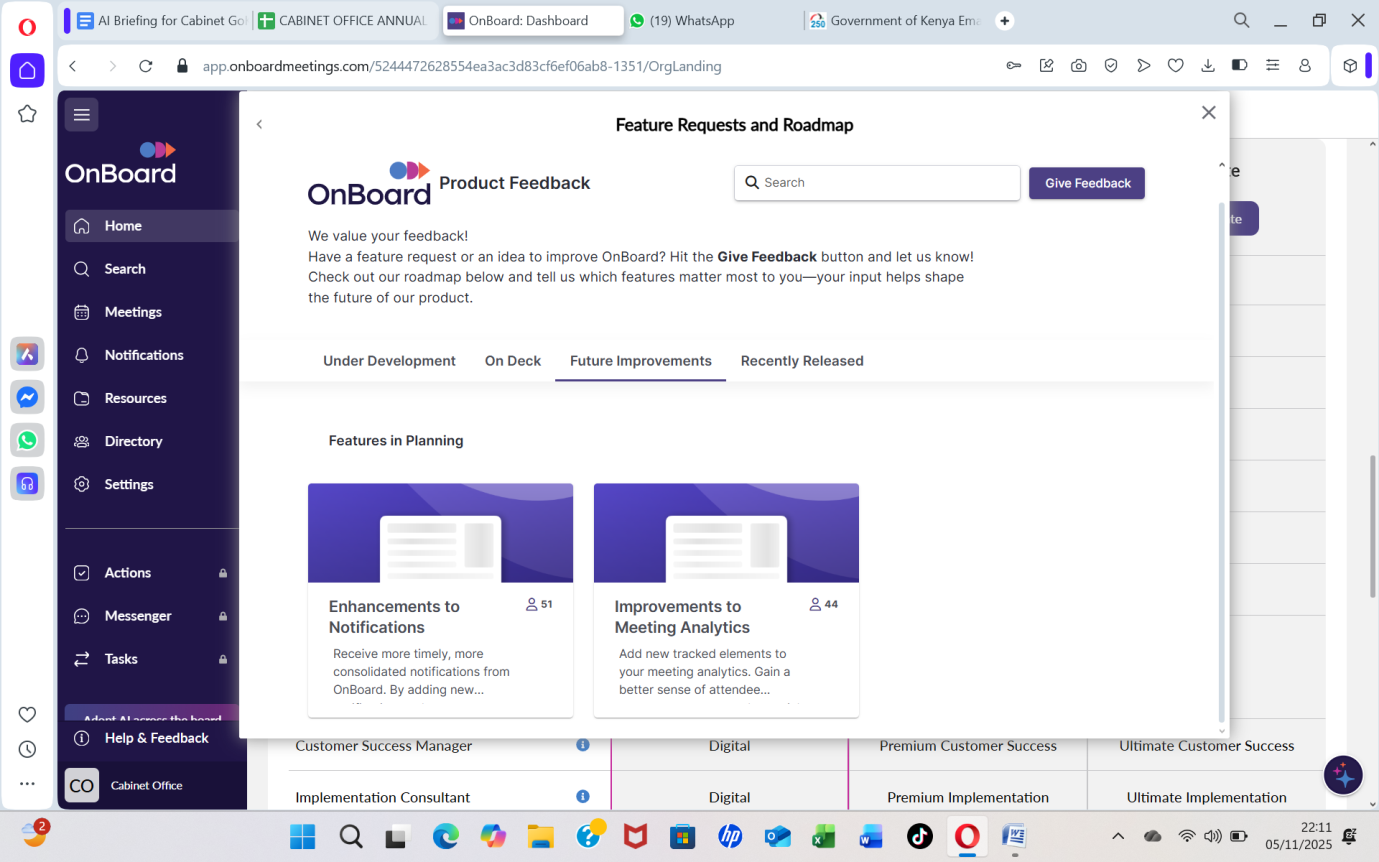 AI Briefing for Cabinet Go
CABINET OFFICE ANNUAL
OnBoard: Dashboard
(19) WhatsApp
250
Government of Kenya Ema
app.onboardmeetings.com/5244472628554ea3ac3d83cf6ef06ab8-1351/OrgLanding
OnBoard
Home
Search
Meetings
Notifications
Resources
Directory
Settings
Actions
Messenger
Tasks
Adopt AI across the board
Help & Feedback
CO
Cabinet Office
Feature Requests and Roadmap
OnBoard
Product Feedback
Search
Give Feedback
We value your feedback!
Have a feature request or an idea to improve OnBoard? Hit the Give Feedback button and let us know!
Check out our roadmap below and tell us which features matter most to you—your input helps shape
the future of our product.
Under Development
On Deck
Future Improvements
Recently Released
Features in Planning
Enhancements to
Notifications
51
Receive more timely, more
consolidated notifications from
OnBoard. By adding new...
Improvements to
Meeting Analytics
44
Add new tracked elements to
your meeting analytics. Gain a
better sense of attendee...
Customer Success Manager
Digital
Premium Customer Success
Ultimate Customer Success
Implementation Consultant
Digital
Premium Implementation
Ultimate Implementation
2
22:11
05/11/2025